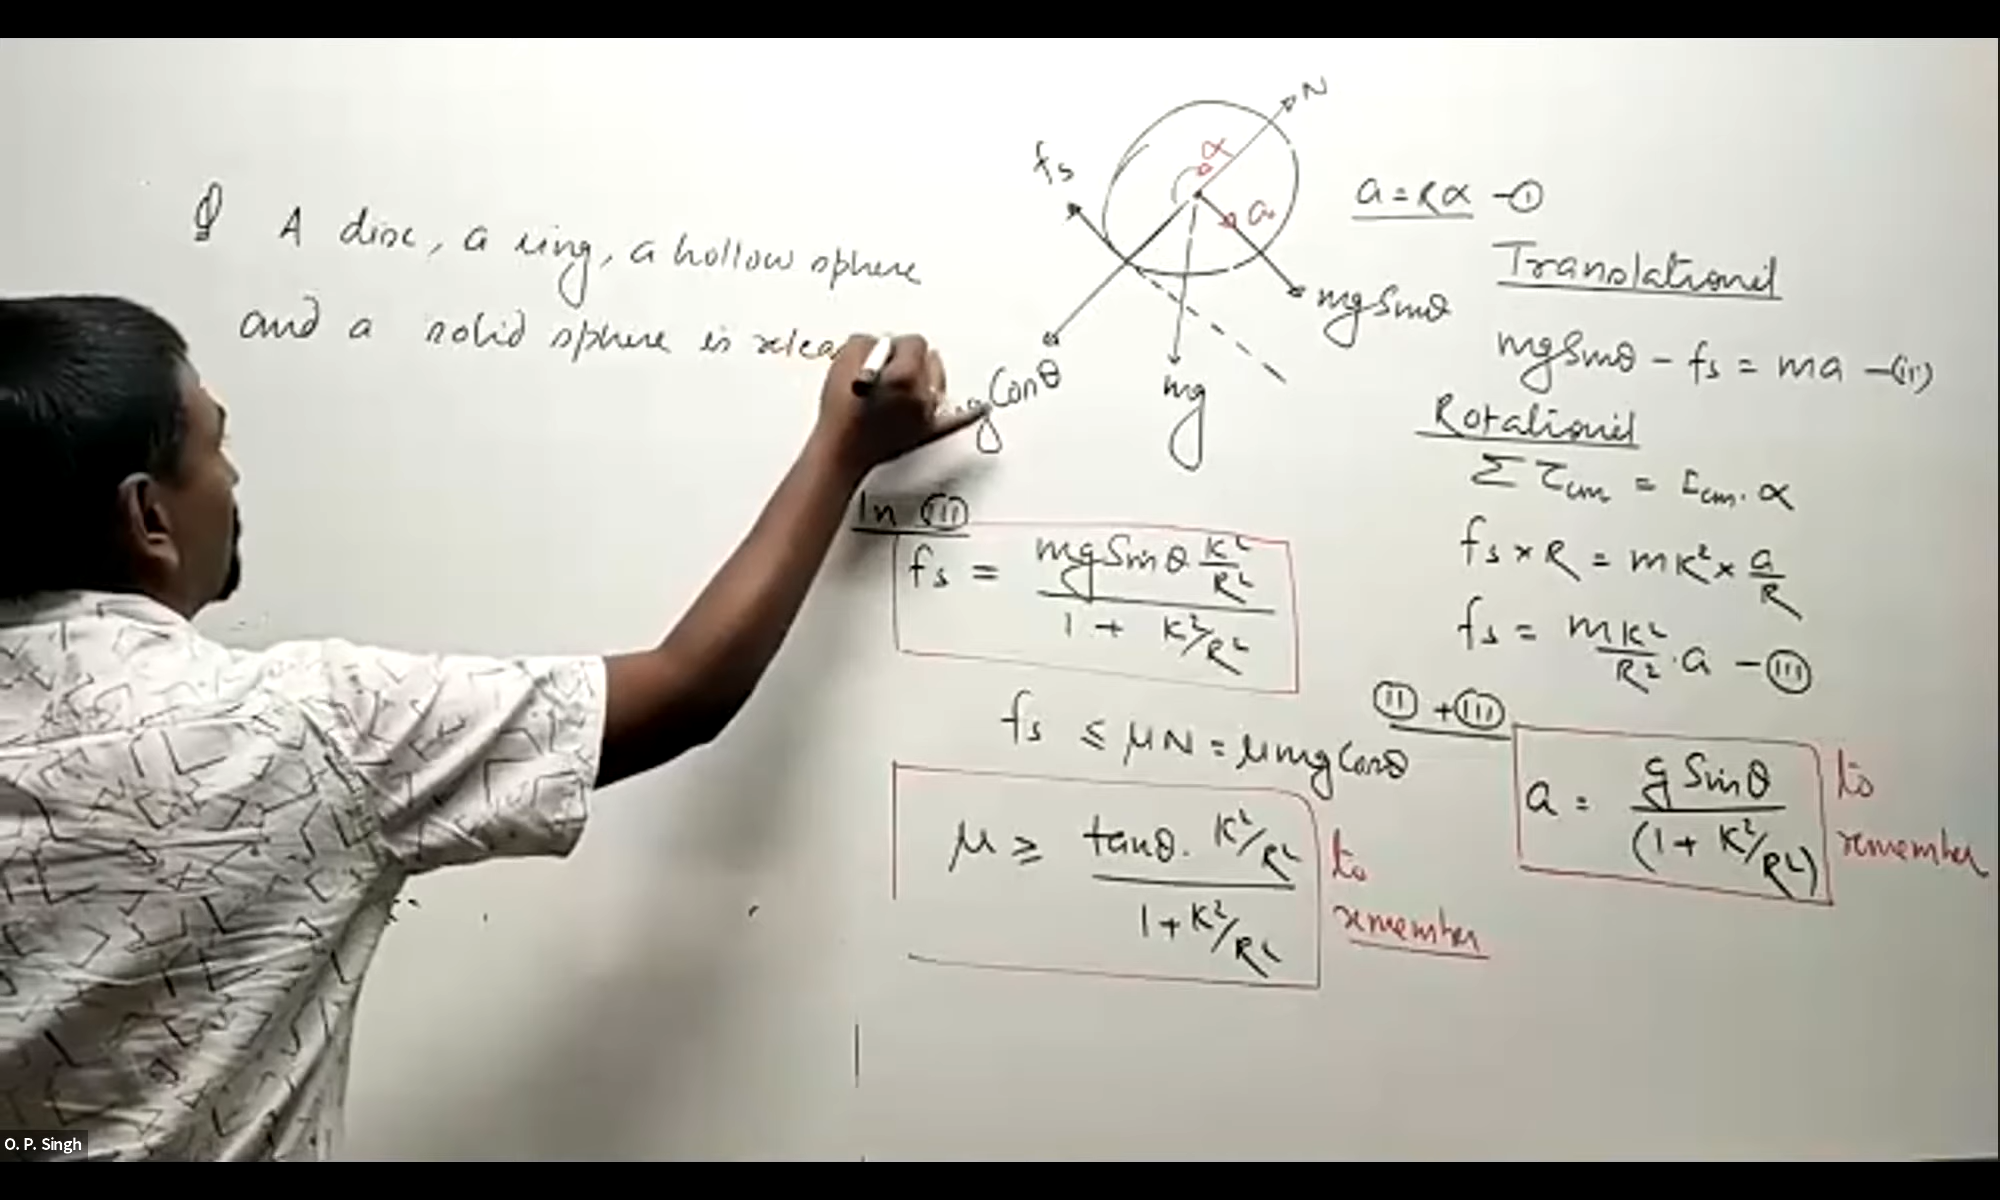 Q A disc, a ring, a hollow sphere
and a solid sphere is relea
N
fs
α
a
mg Sinθ
mg
g Cosθ
a = Rα -(i)
Translational
mg Sinθ - fs = ma -(ii)
Rotational
Σ τcm = Icm. α
fs × R = mK² × a/R
fs = mK²/R² . a - (iii)
(ii) + (iii)
a = g Sinθ / (1 + K²/R²)
to
remember
In (iii)
fs = mg Sinθ K²/R² / 1 + K²/R²
fs ≤ μN = μmg Cosθ
μ ≥ tanθ. K²/R² / 1 + K²/R²
to
remember
O. P. Singh